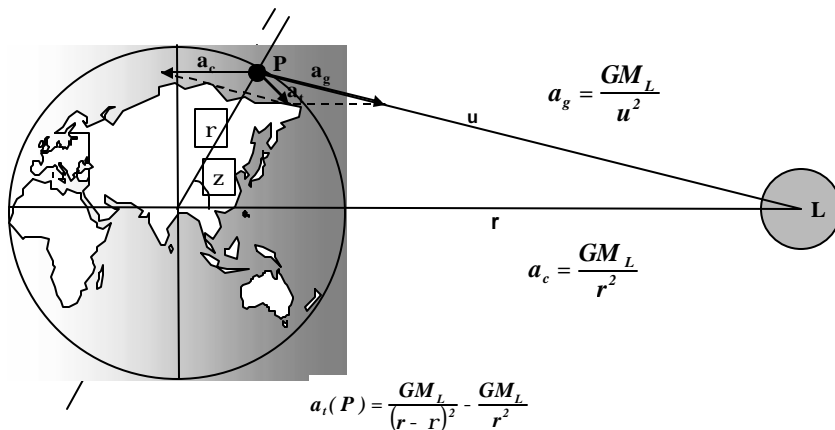 a_c P
a_g
a_t
a_g = GM_L / u^2
u
r
z
L
r
a_c = GM_L / r^2
a_t(P) = GM_L / (r - r)^2 - GM_L / r^2